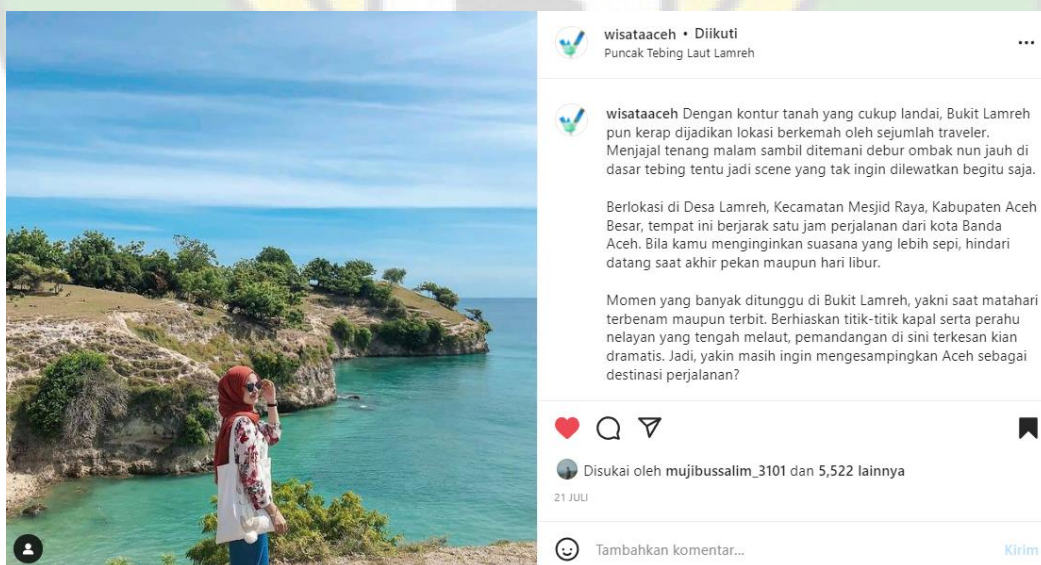 wisataaceh • Diikuti
Puncak Tebing Laut Lamreh
wisataaceh Dengan kontur tanah yang cukup landai, Bukit Lamreh
pun kerap dijadikan lokasi berkemah oleh sejumlah traveler.
Menjajal tenang malam sambil ditemani debur ombak nun jauh di
dasar tebing tentu jadi scene yang tak ingin dilewatkan begitu saja.
Berlokasi di Desa Lamreh, Kecamatan Mesjid Raya, Kabupaten Aceh
Besar, tempat ini berjarak satu jam perjalanan dari kota Banda
Aceh. Bila kamu menginginkan suasana yang lebih sepi, hindari
datang saat akhir pekan maupun hari libur.
Momen yang banyak ditunggu di Bukit Lamreh, yakni saat matahari
terbenam maupun terbit. Berhiaskan titik-titik kapal serta perahu
nelayan yang tengah melaut, pemandangan di sini terkesan kian
dramatis. Jadi, yakin masih ingin mengesampingkan Aceh sebagai
destinasi perjalanan?
Disukai oleh mujibussalim_3101 dan 5,522 lainnya
21 JULI
Tambahkan komentar... Kirim